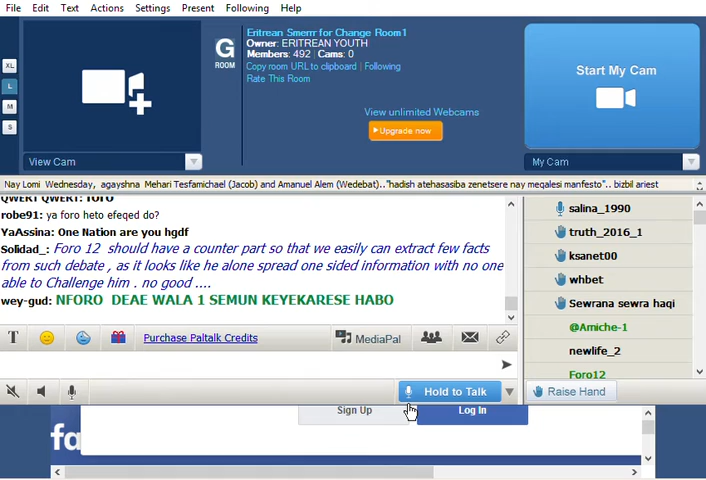 File Edit Text Actions Settings Present Following Help
XL
L
M
S
G
ROOM
Eritrean Smerrr for Change Room1
Owner: ERITREAN YOUTH
Members: 492 | Cams: 0
Copy room URL to clipboard | Following
Rate This Room
View unlimited Webcams
Upgrade now
Start My Cam
View Cam
My Cam
Nay Lomi Wednesday, agayshna Mehari Tesfamichael (Jacob) and Amanuel Alem (Wedebat).."hadish atehasasiba zenetsere nay meqalesi manfesto".. bizbil ariest
QWERT QWERT: foro
robe91: ya foro heto efeqed do?
YaAssina: One Nation are you hgdf
Solidad_: Foro 12 should have a counter part so that we easily can extract few facts
from such debate , as it looks like he alone spread one sided information with no one
able to Challenge him . no good ....
wey-gud: NFORO DEAE WALA 1 SEMUN KEYEKARESE HABO
salina_1990
truth_2016_1
ksanet00
whbet
Sewrana sewra haqi
@Amiche-1
newlife_2
Foro12
T
Purchase Paltalk Credits
MediaPal
Hold to Talk
Raise Hand
fa
Sign Up
Log In